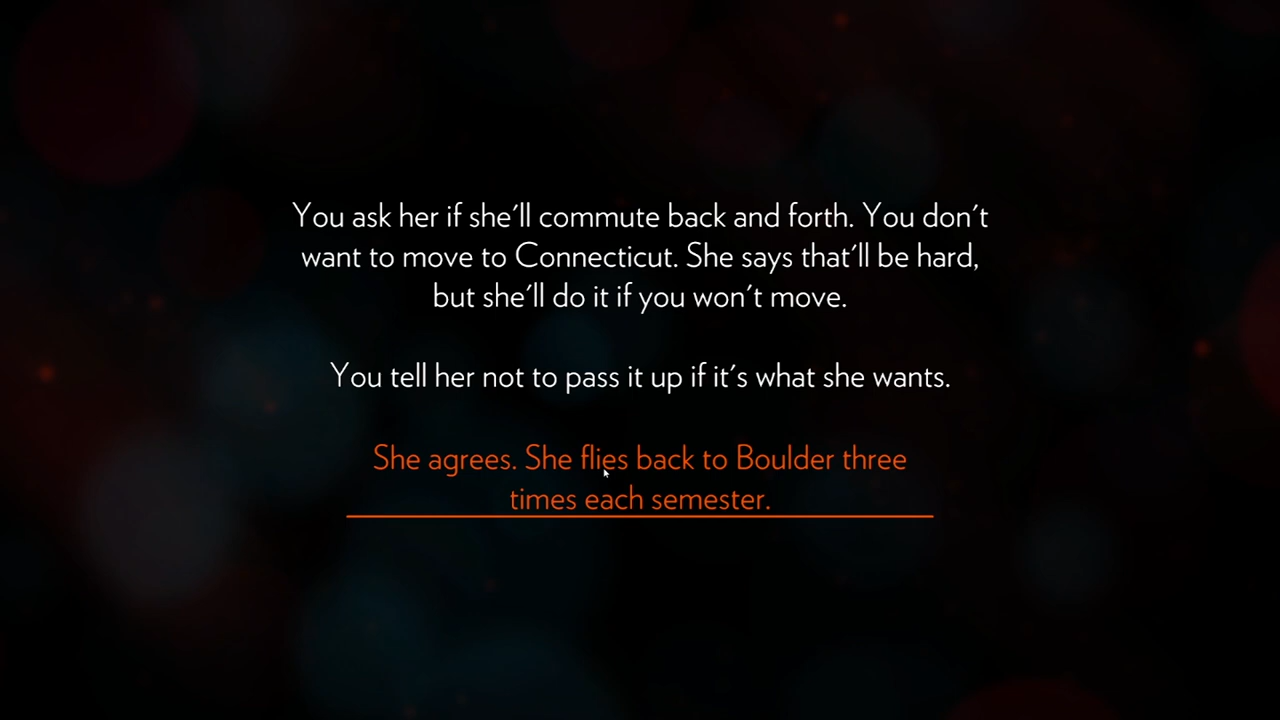 You ask her if she'll commute back and forth. You don't
want to move to Connecticut. She says that'll be hard,
but she'll do it if you won't move.
You tell her not to pass it up if it's what she wants.
She agrees. She flies back to Boulder three
times each semester.